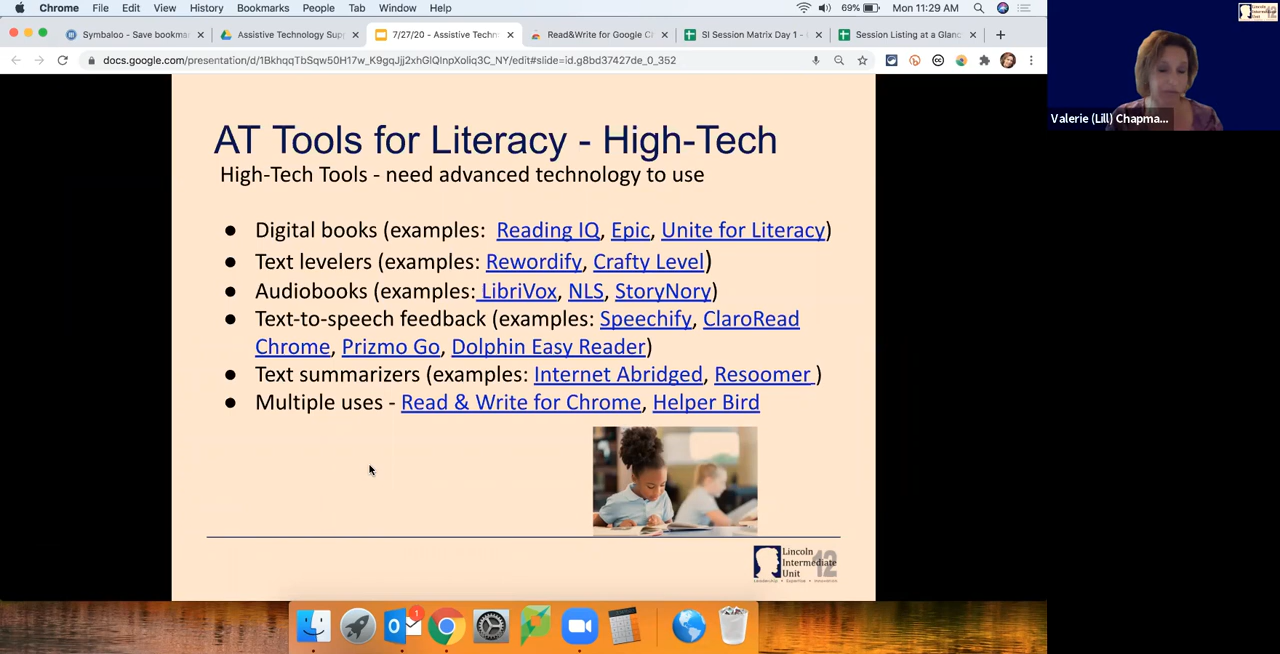 Chrome File Edit View History Bookmarks People Tab Window Help 69% Mon 11:29 AM
Symbaloo - Save bookma
Assistive Technology Sup
7/27/20 - Assistive Techn
Read&Write for Google C
SI Session Matrix Day 1 -
Session Listing at a Glanc
docs.google.com/presentation/d/1BkhqqTbSqw50H17w_K9gqJjj2xhGlQInpXoliq3C_NY/edit#slide=id.g8bd37427de_0_352
Valerie (Lill) Chapma...
AT Tools for Literacy - High-Tech
High-Tech Tools - need advanced technology to use
● Digital books (examples: Reading IQ, Epic, Unite for Literacy)
● Text levelers (examples: Rewordify, Crafty Level)
● Audiobooks (examples: LibriVox, NLS, StoryNory)
● Text-to-speech feedback (examples: Speechify, ClaroRead
Chrome, Prizmo Go, Dolphin Easy Reader)
● Text summarizers (examples: Internet Abridged, Resoomer )
● Multiple uses - Read & Write for Chrome, Helper Bird
Lincoln
Intermediate
Unit
12
1